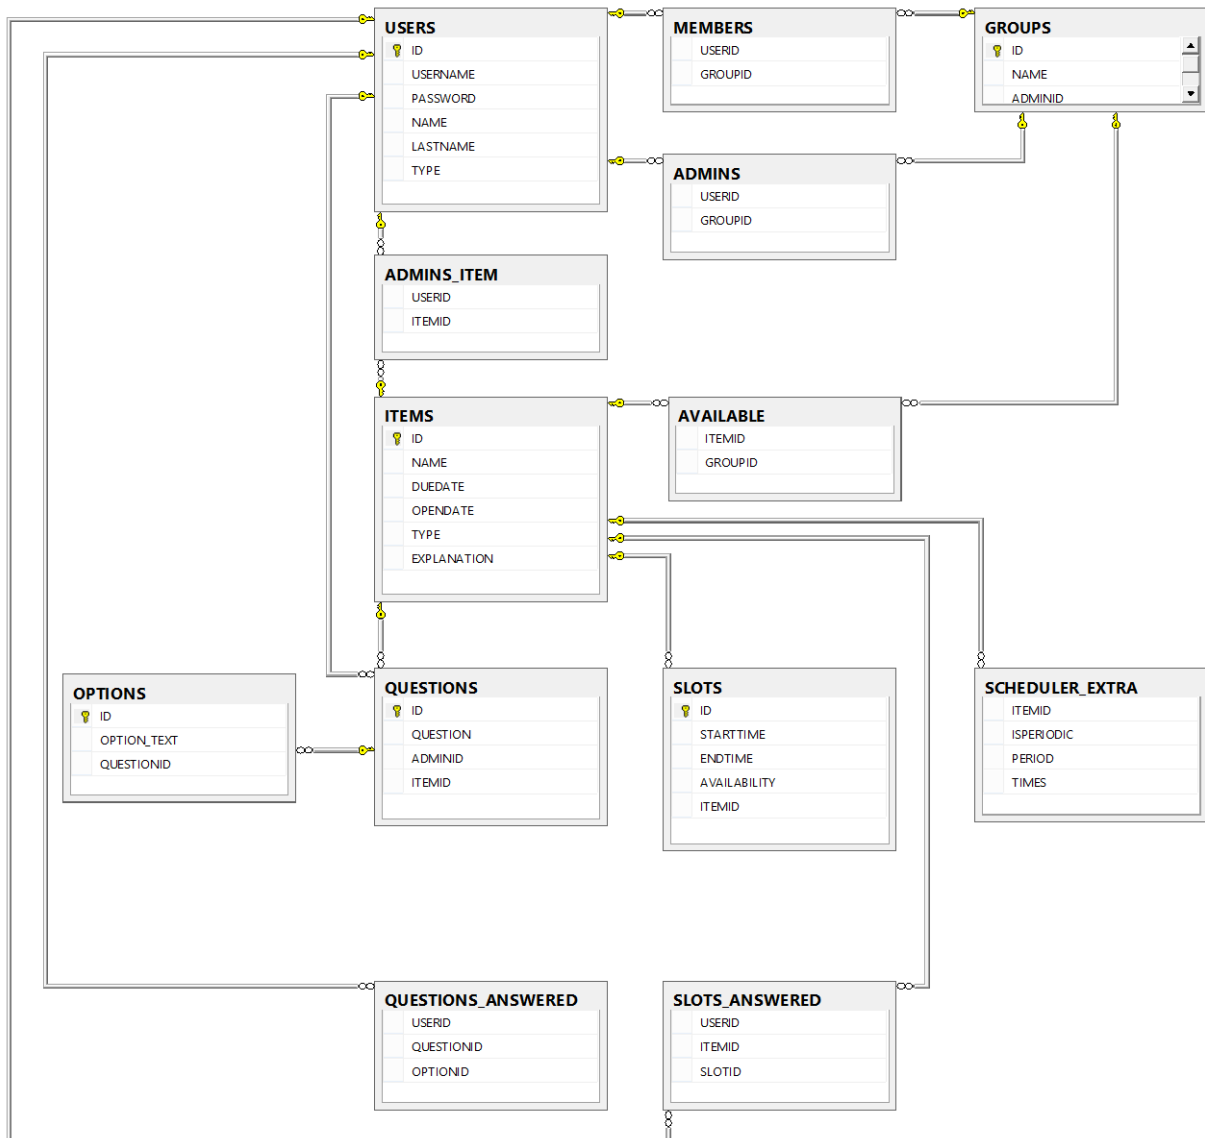 USERS
ID
USERNAME
PASSWORD
NAME
LASTNAME
TYPE
MEMBERS
USERID
GROUPID
GROUPS
ID
NAME
ADMINID
ADMINS
USERID
GROUPID
ADMINS_ITEM
USERID
ITEMID
ITEMS
ID
NAME
DUEDATE
OPENDATE
TYPE
EXPLANATION
AVAILABLE
ITEMID
GROUPID
OPTIONS
ID
OPTION_TEXT
QUESTIONID
QUESTIONS
ID
QUESTION
ADMINID
ITEMID
SLOTS
ID
STARTTIME
ENDTIME
AVAILABILITY
ITEMID
SCHEDULER_EXTRA
ITEMID
ISPERIODIC
PERIOD
TIMES
QUESTIONS_ANSWERED
USERID
QUESTIONID
OPTIONID
SLOTS_ANSWERED
USERID
ITEMID
SLOTID